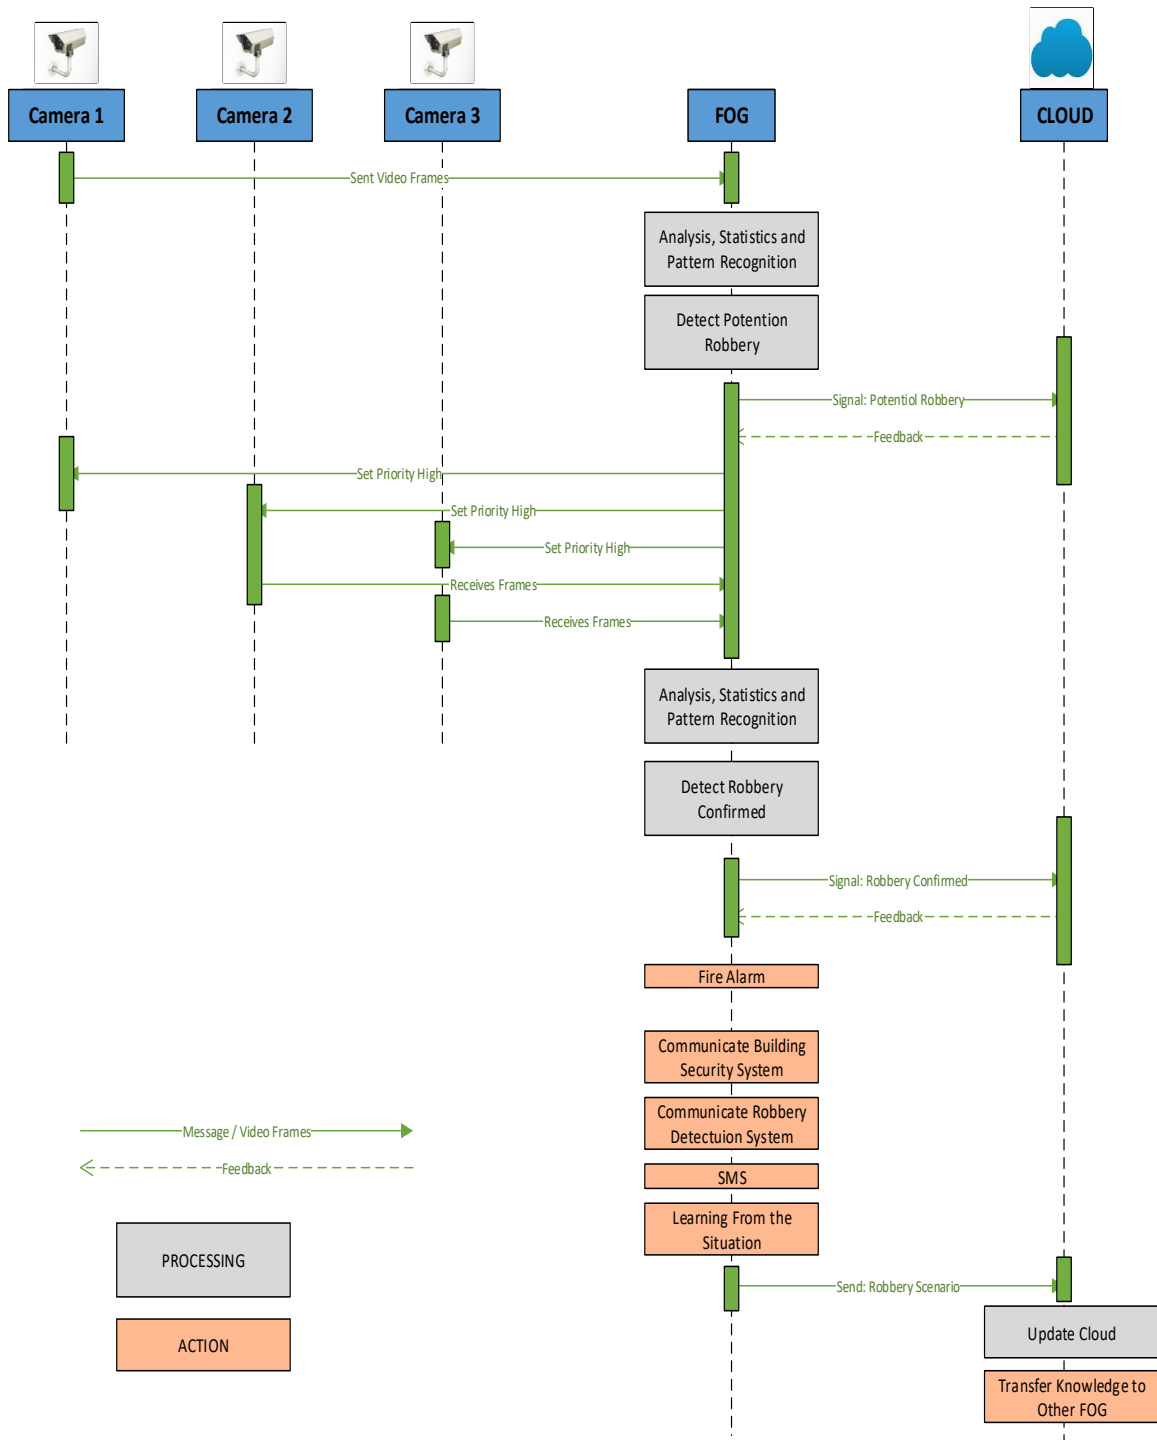 Camera 1
Camera 2
Camera 3
FOG
CLOUD
Sent Video Frames
Analysis, Statistics and
Pattern Recognition
Detect Potention
Robbery
Signal: Potentiol Robbery
Feedback
Set Priority High
Set Priority High
Set Priority High
Receives Frames
Receives Frames
Analysis, Statistics and
Pattern Recognition
Detect Robbery
Confirmed
Signal: Robbery Confirmed
Feedback
Fire Alarm
Communicate Building
Security System
Communicate Robbery
Detectuion System
SMS
Learning From the
Situation
Send: Robbery Scenario
Update Cloud
Transfer Knowledge to
Other FOG
Message / Video Frames
Feedback
PROCESSING
ACTION